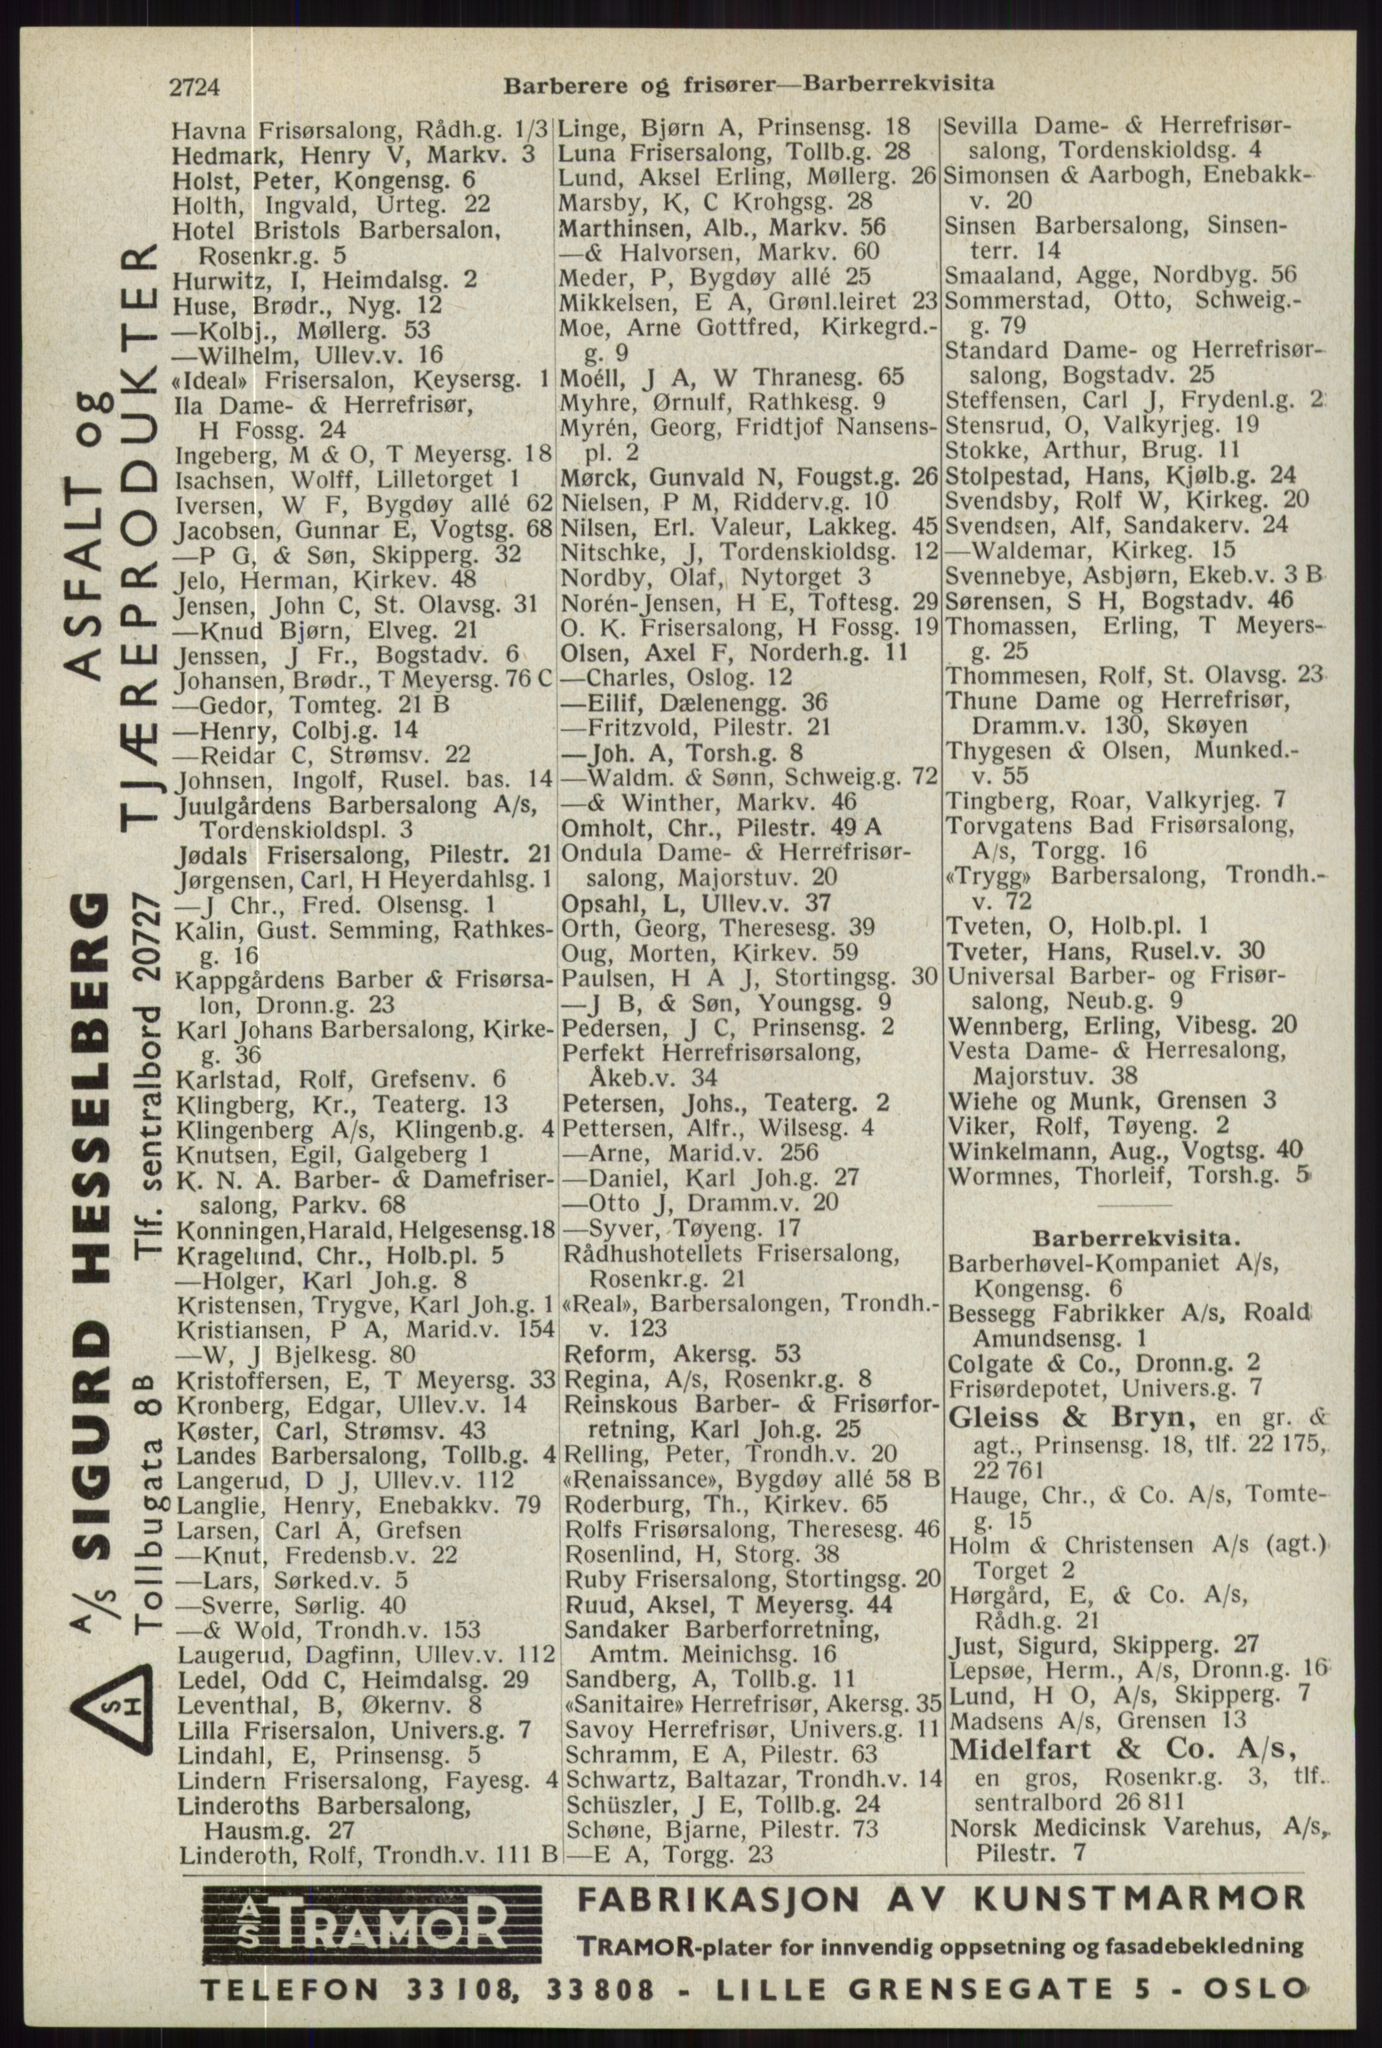 2724
Barberere og frisører—Barberrekvisita
Havna Frisørsalong, Rådh.g. 1/3
Hedmark, Henry V, Markv. 3
Holst, Peter, Kongensg. 6
Holth, Ingvald, Urteg. 22
Hotel Bristols Barbersalon,
Rosenkr.g. 5
Hurwitz, I, Heimdalsg. 2
Huse, Brødr., Nyg. 12
—Kolbj., Møllerg. 53
—Wilhelm, Ullev.v. 16
«Ideal» Frisersalon, Keysersg. 1
Ila Dame- & Herrefrisør,
H Fossg. 24
Ingeberg, M & O, T Meyersg. 18
Isachsen, Wolff, Lilletorget 1
Iversen, W F, Bygdøy allé 62
Jacobsen, Gunnar E, Vogtsg. 68
—P G, & Søn, Skipperg. 32
Jelo, Herman, Kirkev. 48
Jensen, John C, St. Olavsg. 31
—Knud Bjørn, Elveg. 21
Jenssen, J Fr., Bogstadv. 6
Johansen, Brødr., T Meyersg. 76 C
—Gedor, Tomteg. 21 B
—Henry, Colbj.g. 14
—Reidar C, Strømsv. 22
Johnsen, Ingolf, Rusel. bas. 14
Juulgårdens Barbersalong A/s,
Tordenskioldspl. 3
Jødals Frisersalong, Pilestr. 21
Jørgensen, Carl, H Heyerdahlsg. 1
—J Chr., Fred. Olsensg. 1
Kalin, Gust. Semming, Rathkes-
g. 16
Kappgårdens Barber & Frisørsa-
lon, Dronn.g. 23
Karl Johans Barbersalong, Kirke-
g. 36
Karlstad, Rolf, Grefsenv. 6
Klingberg, Kr., Teaterg. 13
Klingenberg A/s, Klingenb.g. 4
Knutsen, Egil, Galgeberg 1
K. N. A. Barber- & Damefriser-
salong, Parkv. 68
Konningen, Harald, Helgesensg. 18
Kragelund, Chr., Holb.pl. 5
—Holger, Karl Joh.g. 8
Kristensen, Trygve, Karl Joh.g. 1
Kristiansen, P A, Marid.v. 154
—W, J Bjelkesg. 80
Kristoffersen, E, T Meyersg. 33
Kronberg, Edgar, Ullev.v. 14
Køster, Carl, Strømsv. 43
Landes Barbersalong, Tollb.g. 4
Langerud, D J, Ullev.v. 112
Langlie, Henry, Enebakkv. 79
Larsen, Carl A, Grefsen
—Knut, Fredensb.v. 22
—Lars, Sørked.v. 5
—Sverre, Sørlig. 40
—& Wold, Trondh.v. 153
Laugerud, Dagfinn, Ullev.v. 112
Ledel, Odd C, Heimdalsg. 29
Leventhal, B, Økernv. 8
Lilla Frisersalon, Univers.g. 7
Lindahl, E, Prinsensg. 5
Lindern Frisersalong, Fayesg. 4
Linderoths Barbersalong,
Hausm.g. 27
Linderoth, Rolf, Trondh.v. 111 B
Linge, Bjørn A, Prinsensg. 18
Luna Frisersalong, Tollb.g. 28
Lund, Aksel Erling, Møllerg. 26
Marsby, K, C Krohgsg. 28
Marthinsen, Alb., Markv. 56
—& Halvorsen, Markv. 60
Meder, P, Bygdøy allé 25
Mikkelsen, E A, Grønl.leiret 23
Moe, Arne Gottfred, Kirkegrd.-
g. 9
Moéll, J A, W Thranesg. 65
Myhre, Ørnulf, Rathkesg. 9
Myrén, Georg, Fridtjof Nansens-
pl. 2
Mørck, Gunvald N, Fougst.g. 26
Nielsen, P M, Ridderv.g. 10
Nilsen, Erl. Valeur, Lakkeg. 45
Nitschke, J, Tordenskioldsg. 12
Nordby, Olaf, Nytorget 3
Norén-Jensen, H E, Toftesg. 29
O. K. Frisersalong, H Fossg. 19
Olsen, Axel F, Norderh.g. 11
—Charles, Oslog. 12
—Eilif, Dælenengg. 36
—Fritzvold, Pilestr. 21
—Joh. A, Torsh.g. 8
—Waldm. & Sønn, Schweig.g. 72
—& Winther, Markv. 46
Omholt, Chr., Pilestr. 49 A
Ondula Dame- & Herrefrisør-
salong, Majorstuv. 20
Opsahl, L, Ullev.v. 37
Orth, Georg, Theresesg. 39
Oug, Morten, Kirkev. 59
Paulsen, H A J, Stortingsg. 30
—J B, & Søn, Youngsg. 9
Pedersen, J C, Prinsensg. 2
Perfekt Herrefrisørsalong,
Åkeb.v. 34
Petersen, Johs., Teaterg. 2
Pettersen, Alfr., Wilsesg. 4
—Arne, Marid.v. 256
—Daniel, Karl Joh.g. 27
—Otto J, Dramm.v. 20
—Syver, Tøyeng. 17
Rådhushotellets Frisersalong,
Rosenkr.g. 21
«Real», Barbersalongen, Trondh.-
v. 123
Reform, Akersg. 53
Regina, A/s, Rosenkr.g. 8
Reinskous Barber- & Frisørfor-
retning, Karl Joh.g. 25
Relling, Peter, Trondh.v. 20
«Renaissance», Bygdøy allé 58 B
Roderburg, Th., Kirkev. 65
Rolfs Frisørsalong, Theresesg. 46
Rosenlind, H, Storg. 38
Ruby Frisersalong, Stortingsg. 20
Ruud, Aksel, T Meyersg. 44
Sandaker Barberforretning,
Amtm. Meinichsg. 16
Sandberg, A, Tollb.g. 11
«Sanitaire» Herrefrisør, Akersg. 35
Savoy Herrefrisør, Univers.g. 11
Schramm, E A, Pilestr. 63
Schwartz, Baltazar, Trondh.v. 14
Schüszler, J E, Tollb.g. 24
Schøne, Bjarne, Pilestr. 73
—E A, Torgg. 23
Sevilla Dame- & Herrefrisør-
salong, Tordenskioldsg. 4
Simonsen & Aarbogh, Enebakk-
v. 20
Sinsen Barbersalong, Sinsen-
terr. 14
Smaaland, Agge, Nordbyg. 56
Sommerstad, Otto, Schweig.-
g. 79
Standard Dame- og Herrefrisør-
salong, Bogstadv. 25
Steffensen, Carl J, Frydenl.g. 2
Stensrud, O, Valkyrjeg. 19
Stokke, Arthur, Brug. 11
Stolpestad, Hans, Kjølb.g. 24
Svendsby, Rolf W, Kirkeg. 20
Svendsen, Alf, Sandakerv. 24
—Waldemar, Kirkeg. 15
Svennebye, Asbjørn, Ekeb.v. 3 B
Sørensen, S H, Bogstadv. 46
Thomassen, Erling, T Meyers-
g. 25
Thommesen, Rolf, St. Olavsg. 23
Thune Dame og Herrefrisør,
Dramm.v. 130, Skøyen
Thygesen & Olsen, Munked.-
v. 55
Tingberg, Roar, Valkyrjeg. 7
Torvgatens Bad Frisørsalong,
A/s, Torgg. 16
«Trygg» Barbersalong, Trondh.-
v. 72
Tveten, O, Holb.pl. 1
Tveter, Hans, Rusel.v. 30
Universal Barber- og Frisør-
salong, Neub.g. 9
Wennberg, Erling, Vibesg. 20
Vesta Dame- & Herresalong,
Majorstuv. 38
Wiehe og Munk, Grensen 3
Viker, Rolf, Tøyeng. 2
Winkelmann, Aug., Vogtsg. 40
Wormnes, Thorleif, Torsh.g. 5
Barberrekvisita.
Barberhøvel-Kompaniet A/s,
Kongensg. 6
Bessegg Fabrikker A/s, Roald
Amundsensg. 1
Colgate & Co., Dronn.g. 2
Frisørdepotet, Univers.g. 7
Gleiss & Bryn, en gr. &
agt., Prinsensg. 18, tlf. 22 175,
22 761
Hauge, Chr., & Co. A/s, Tomte-
g. 15
Holm & Christensen A/s (agt.)
Torget 2
Hørgård, E, & Co. A/s,
Rådh.g. 21
Just, Sigurd, Skipperg. 27
Lepsøe, Herm., A/s, Dronn.g. 16
Lund, H O, A/s, Skipperg. 7
Madsens A/s, Grensen 13
Midelfart & Co. A/s,
en gros, Rosenkr.g. 3, tlf.
sentralbord 26 811
Norsk Medicinsk Varehus, A/s,
Pilestr. 7
ASFALT og
TJÆREPRODUKTER
A/S SIGURD HESSELBERG
Tollbugata 8B Tlf. sentralbord 20727
SH
A/S TRAMOR
FABRIKASJON AV KUNSTMARMOR
TRAMOR-plater for innvendig oppsetning og fasadebekledning
TELEFON 33108, 33808 - LILLE GRENSEGATE 5 - OSLO